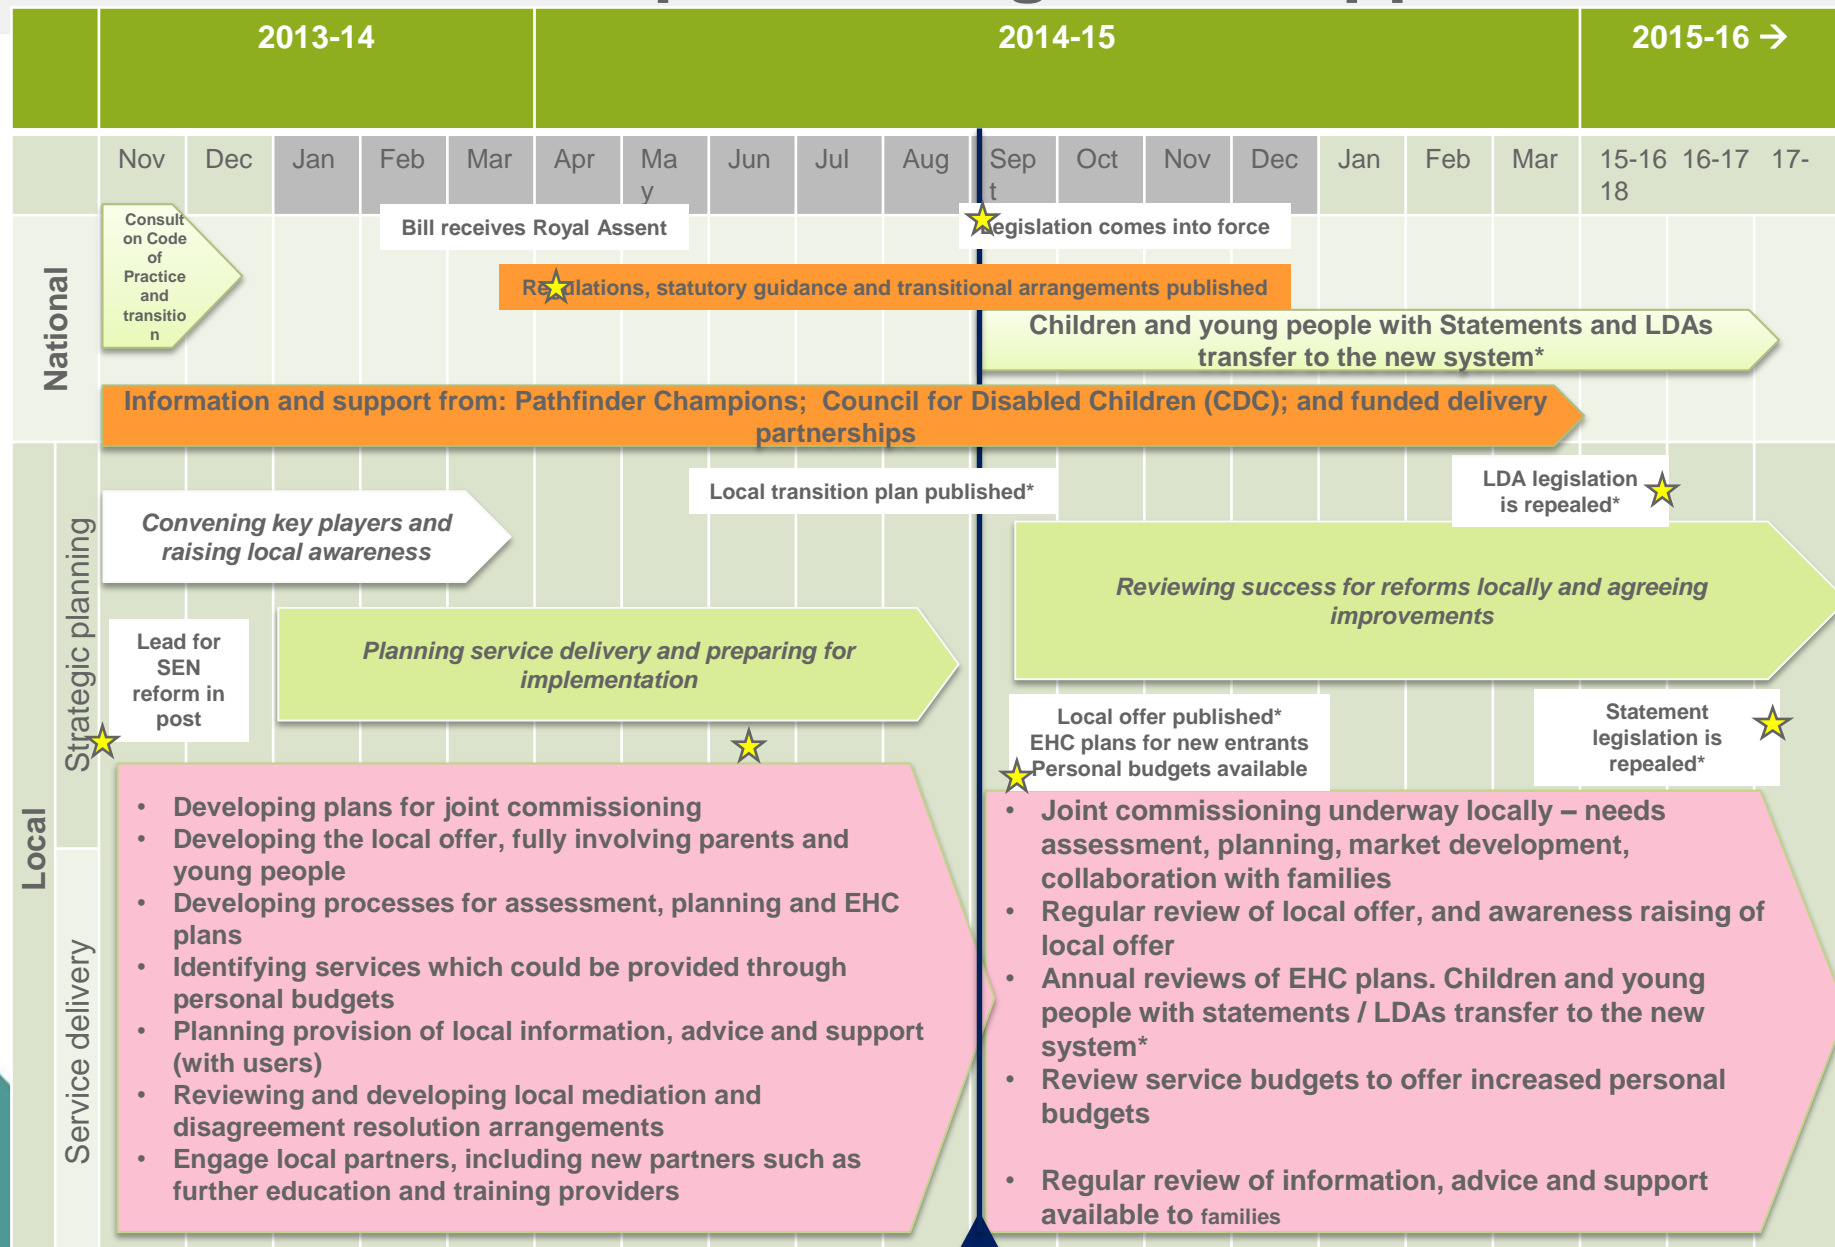 2013-14
2014-15
2015-16 →
Nov
Dec
Jan
Feb
Mar
Apr
Ma
y
Jun
Jul
Aug
Sep
t
Oct
Nov
Dec
Jan
Feb
Mar
15-16 16-17 17-
18
National
Consult
on Code
of
Practice
and
transitio
n
Bill receives Royal Assent
Legislation comes into force
Regulations, statutory guidance and transitional arrangements published
Children and young people with Statements and LDAs
transfer to the new system*
Information and support from: Pathfinder Champions; Council for Disabled Children (CDC); and funded delivery
partnerships
Local
Strategic planning
Local transition plan published*
LDA legislation
is repealed*
Convening key players and
raising local awareness
Reviewing success for reforms locally and agreeing
improvements
Lead for
SEN
reform in
post
Planning service delivery and preparing for
implementation
Local offer published*
EHC plans for new entrants
Personal budgets available
Statement
legislation is
repealed*
Service delivery
• Developing plans for joint commissioning
• Developing the local offer, fully involving parents and
young people
• Developing processes for assessment, planning and EHC
plans
• Identifying services which could be provided through
personal budgets
• Planning provision of local information, advice and support
(with users)
• Reviewing and developing local mediation and
disagreement resolution arrangements
• Engage local partners, including new partners such as
further education and training providers
• Joint commissioning underway locally – needs
assessment, planning, market development,
collaboration with families
• Regular review of local offer, and awareness raising of
local offer
• Annual reviews of EHC plans. Children and young
people with statements / LDAs transfer to the new
system*
• Review service budgets to offer increased personal
budgets
• Regular review of information, advice and support
available to families